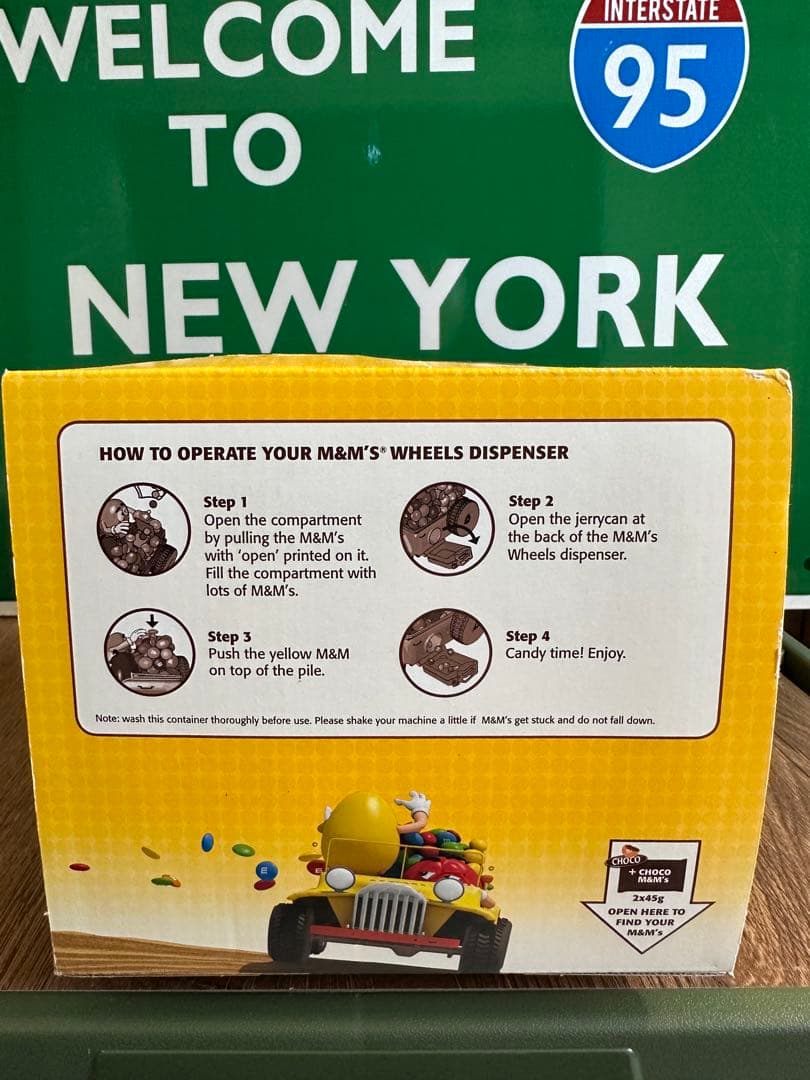 WELCOME
TO
NEW YORK
INTERSTATE
95
HOW TO OPERATE YOUR M&M'S® WHEELS DISPENSER
Step 1
Open the compartment
by pulling the M&M's
with 'open' printed on it.
Fill the compartment with
lots of M&M's.
Step 2
Open the jerrycan at
the back of the M&M's
Wheels dispenser.
Step 3
Push the yellow M&M
on top of the pile.
Step 4
Candy time! Enjoy.
Note: wash this container thoroughly before use. Please shake your machine a little if M&M's get stuck and do not fall down.
CHOCO
+ CHOCO
M&M's
2x45g
OPEN HERE TO
FIND YOUR
M&M's